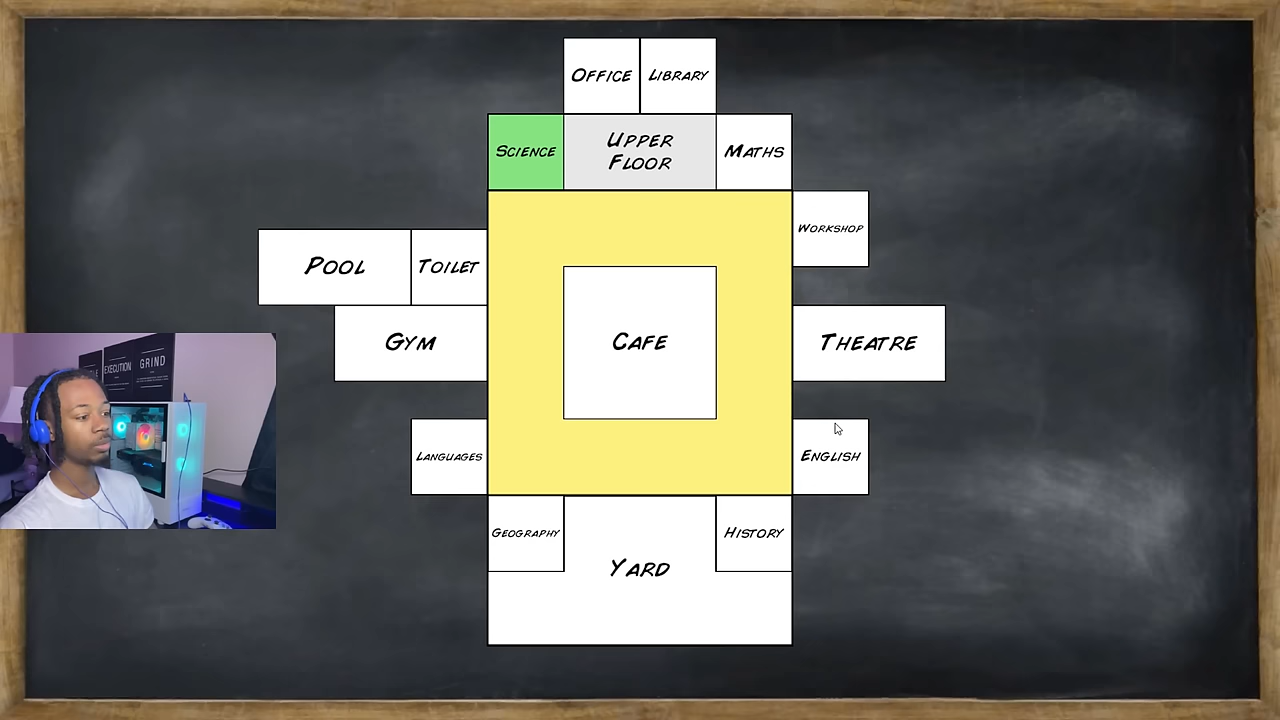 OFFICE
LIBRARY
SCIENCE
UPPER
FLOOR
MATHS
WORKSHOP
POOL
TOILET
GYM
CAFE
THEATRE
LANGUAGES
ENGLISH
GEOGRAPHY
HISTORY
YARD
EXECUTION
GRIND